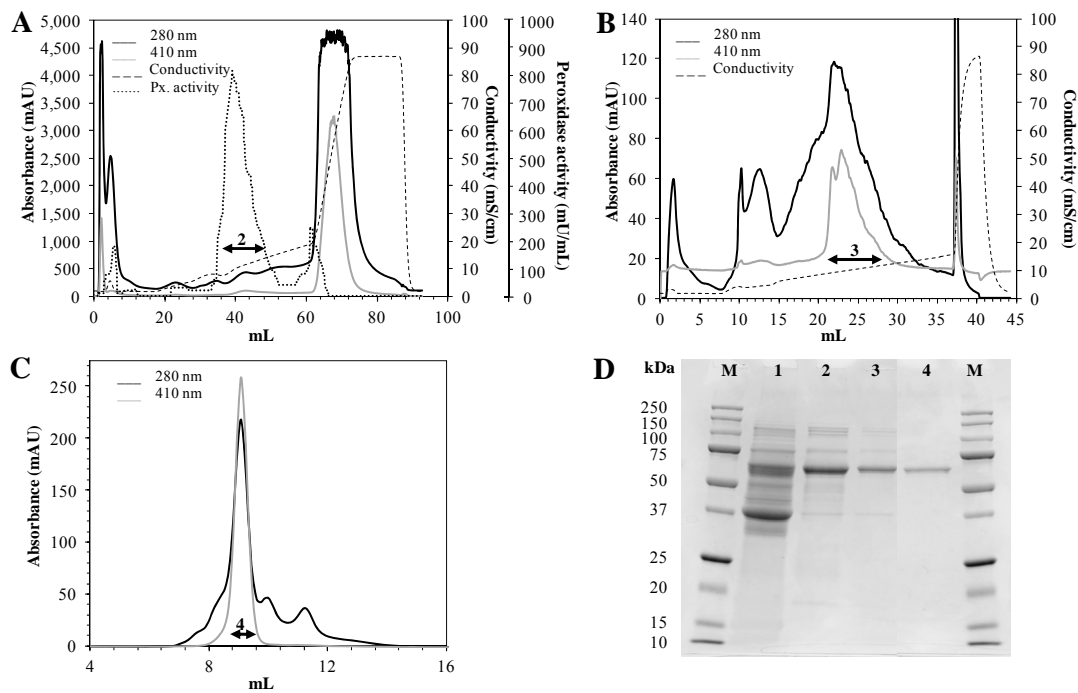 A
280 nm
410 nm
Conductivity
Px. activity
5,000
4,500
4,000
3,500
3,000
2,500
2,000
1,500
1,000
500
0
Absorbance (mAU)
0 20 40 60 80 100
mL
2
100
90
80
70
60
50
40
30
20
10
0
Conductivity (mS/cm)
1000
900
800
700
600
500
400
300
200
100
0
Peroxidase activity (mU/mL)
B
280 nm
410 nm
Conductivity
140
120
100
80
60
40
20
0
Absorbance (mAU)
0 5 10 15 20 25 30 35 40 45
mL
3
100
90
80
70
60
50
40
30
20
10
0
Conductivity (mS/cm)
C
280 nm
410 nm
250
200
150
100
50
0
Absorbance (mAU)
4
4 8 12 16
mL
D
kDa M 1 2 3 4 M
250
150
100
75
50
37
25
20
15
10